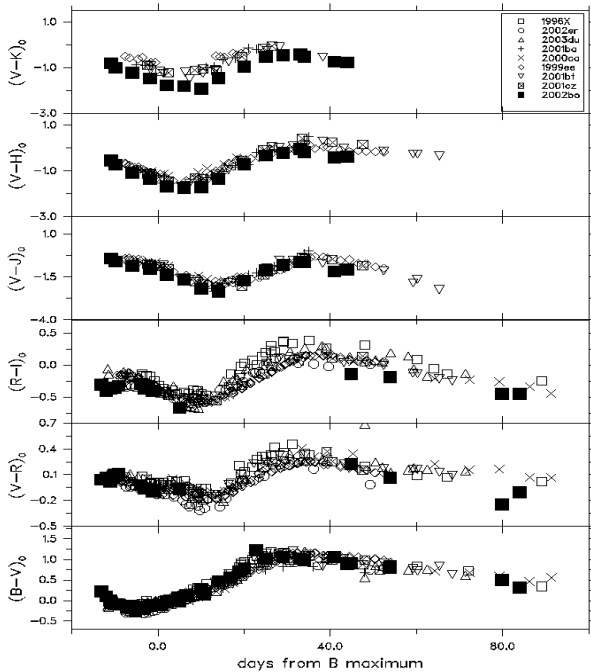 1.0
-1.0
-3.0
(V-K)₀
1996X
2002er
2003du
2001ba
2000ca
1999ee
2001bt
2001cz
2002bo
1.0
-1.0
-3.0
(V-H)₀
1.0
-1.5
-4.0
(V-J)₀
0.5
0.0
-0.5
(R-I)₀
0.7
0.4
0.1
-0.2
-0.5
(V-R)₀
1.5
1.0
0.5
0.0
-0.5
(B-V)₀
0.0 40.0 80.0
days from B maximum